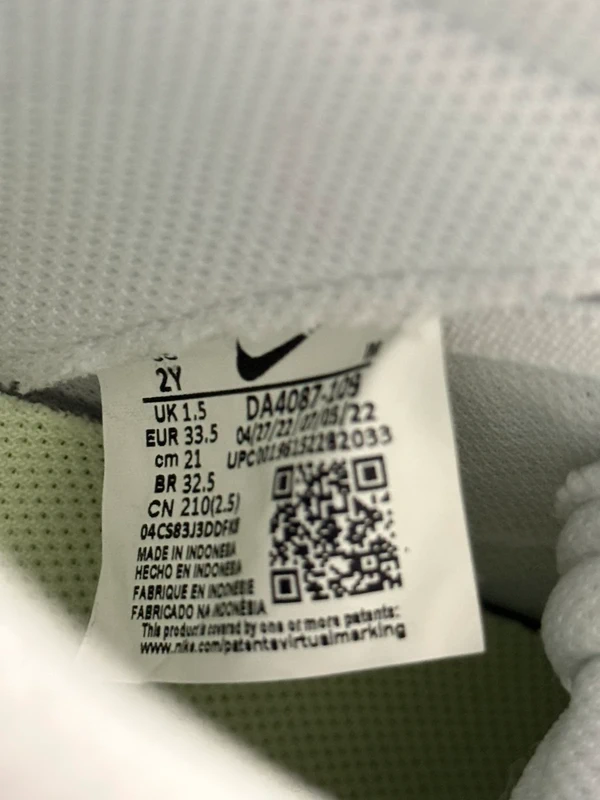 2Y
UK 1.5
EUR 33.5
cm 21
BR 32.5
CN 210(2.5)
MADE IN INDONESIA
HECHO EN INDONESIA
FABRIQUE EN INDONESIE
FABRICADO NA INDONESIA
DA4087-109
04/27/22 07/05/22
UPC00196152282033
This product is covered by one or more patents:
www.nike.com/patentsvirtualmarking